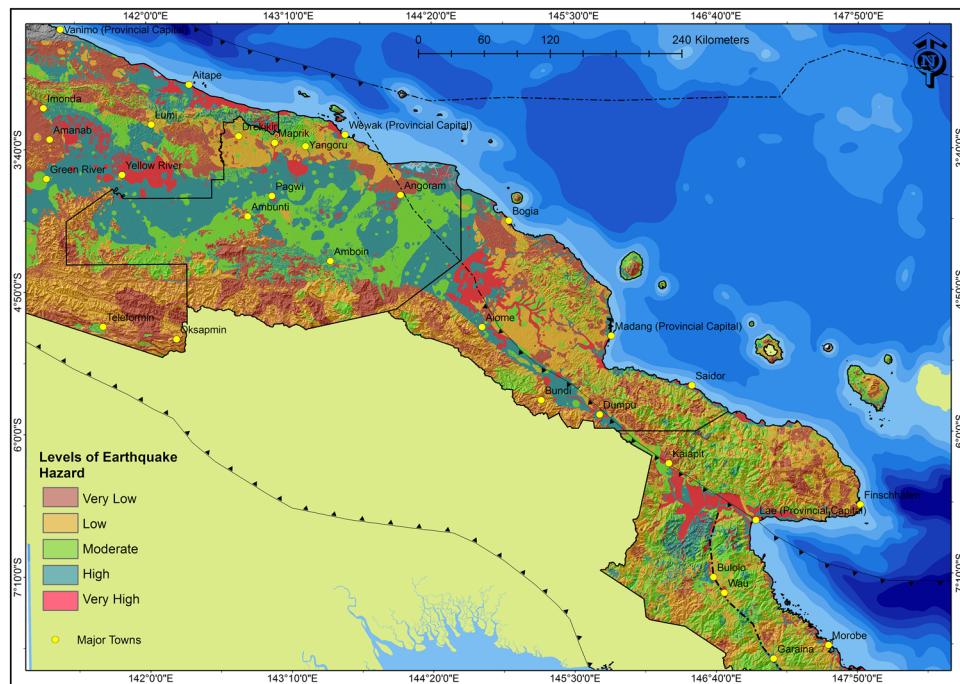 142°0'0"E 143°10'0"E 144°20'0"E 145°30'0"E 146°40'0"E 147°50'0"E
Vanimo (Provincial Capital)
0 60 120 240 Kilometers
N
Aitape
Imonda
Lumi
Amanab
Drekikir
Maprik
Wewak (Provincial Capital)
Yangoru
3°40'0"S 3°40'0"S
Green River
Yellow River
Pagwi
Angoram
Ambunti
Bogia
Amboin
4°50'0"S 4°50'0"S
Teleformin
Oksapmin
Aiome
Madang (Provincial Capital)
Saidor
Bundi
Dumpu
6°0'0"S 6°0'0"S
Kaiapit
Levels of Earthquake
Hazard
Very Low
Low
Moderate
High
Very High
Major Towns
Finschhafen
Lae (Provincial Capital)
7°10'0"S 7°10'0"S
Bulolo
Wau
Morobe
Garaina
142°0'0"E 143°10'0"E 144°20'0"E 145°30'0"E 146°40'0"E 147°50'0"E